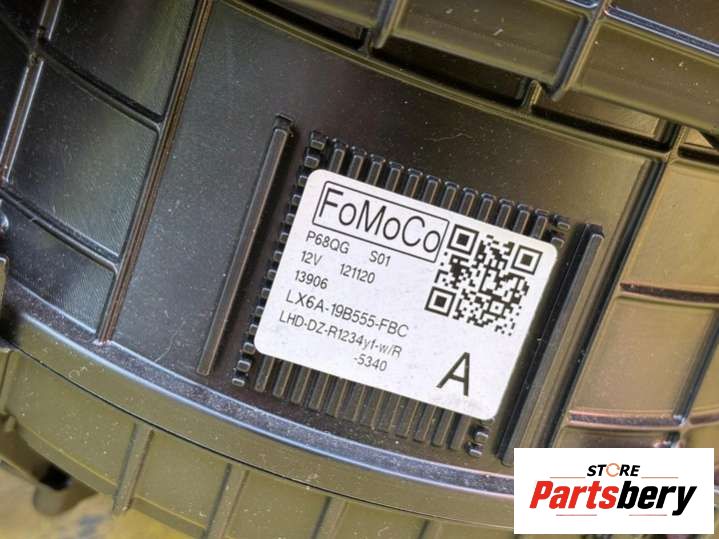 FoMoCo
P68QG S01
12V 121120
13906
LX6A-19B555-FBC
LHD-DZ-R1234yf-w/R
-5340
A
STORE
Partsbery